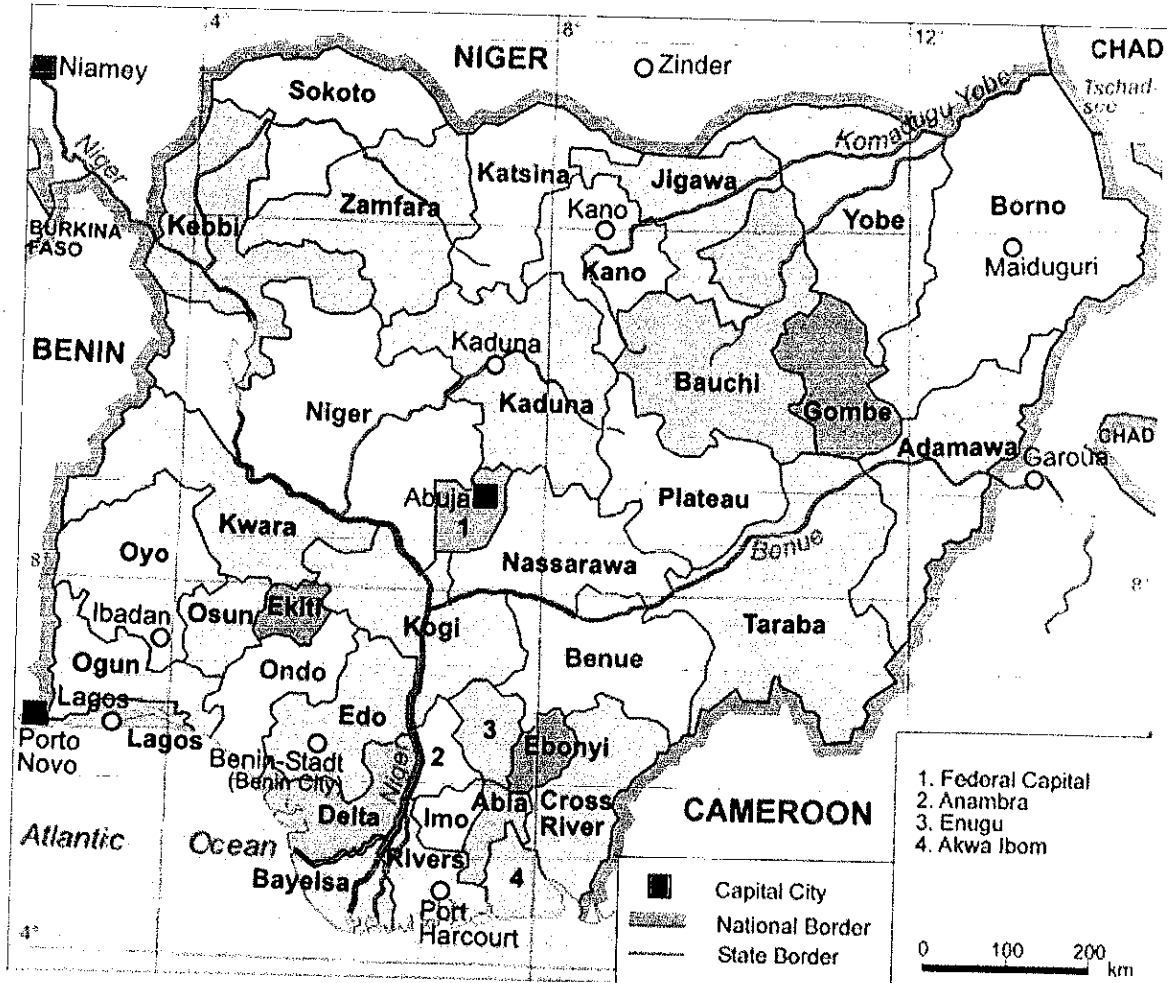 4°
8°
12°
NIGER
CHAD
Niamey
Zinder
Tschad-
see
Sokoto
Komadugu Yobe
Niger
Katsina
Jigawa
Kebbi
Zamfara
Kano
Yobe
Borno
BURKINA
FASO
Kano
Maiduguri
BENIN
Kaduna
Bauchi
Niger
Kaduna
Gombe
CHAD
Adamawa
Garoua
Abuja
1
Plateau
Kwara
Benue
Oyo
Nassarawa
8°
8°
Ibadan
Osun
Ekiti
Kogi
Taraba
Ogun
Ondo
Benue
Lagos
Edo
3
Ebonyi
Porto
Novo
Lagos
Benin-Stadt
(Benin City)
Niger
2
Delta
Imo
Abia
Cross
River
CAMEROON
Atlantic Ocean
Rivers
Bayelsa
4
Port
Harcourt
4°
1. Federal Capital
2. Anambra
3. Enugu
4. Akwa Ibom
Capital City
National Border
State Border
0 100 200
km